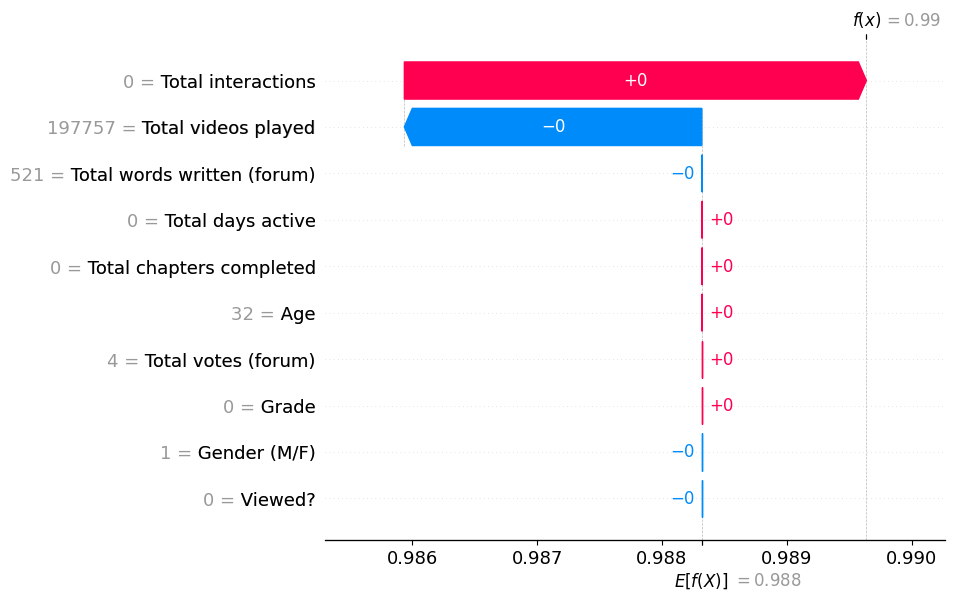 f(x) = 0.99
0 = Total interactions
+0
197757 = Total videos played
−0
521 = Total words written (forum)
−0
0 = Total days active
+0
0 = Total chapters completed
+0
32 = Age
+0
4 = Total votes (forum)
+0
0 = Grade
+0
1 = Gender (M/F)
−0
0 = Viewed?
−0
0.986 0.987 0.988 0.989 0.990
E[f(X)] = 0.988